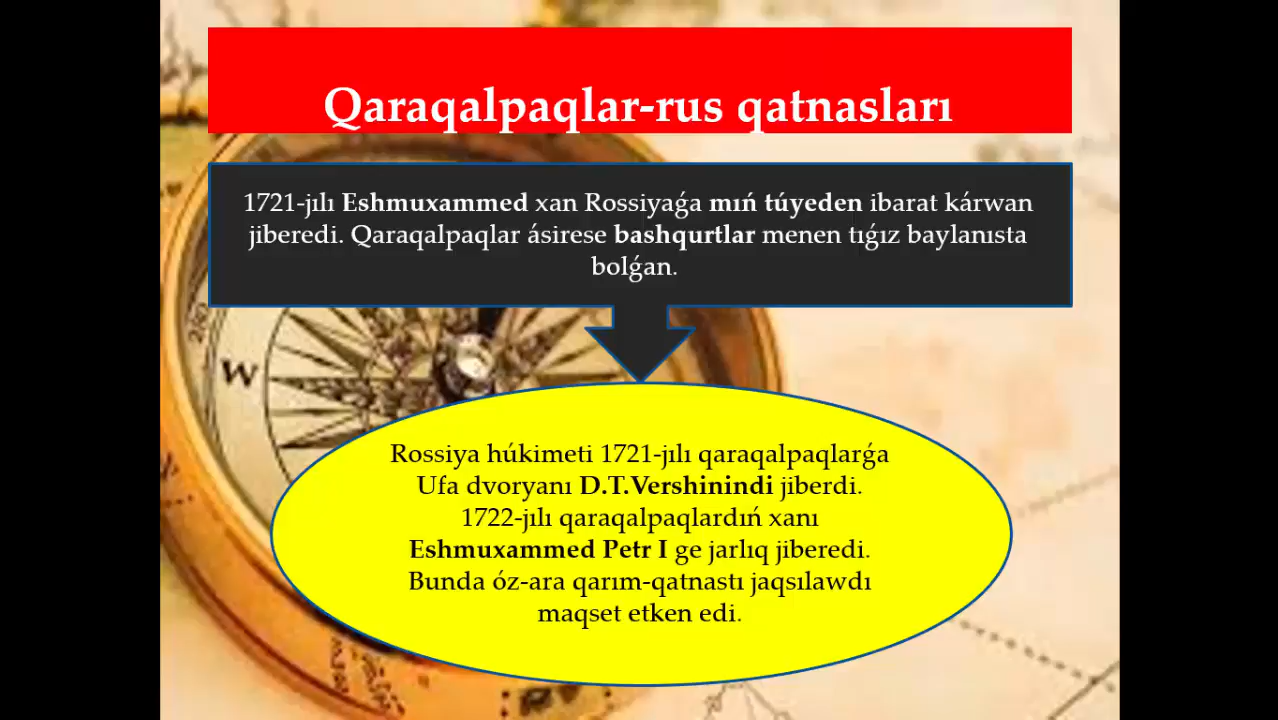 Qaraqalpaqlar-rus qatnasları
1721-jılı Eshmuxammed xan Rossiyaǵa mıń túyeden ibarat kárwan
jiberedi. Qaraqalpaqlar ásirese bashqurtlar menen tıǵız baylanısta
bolǵan.
W
Rossiya húkimeti 1721-jılı qaraqalpaqlarǵa
Ufa dvoryanı D.T.Vershinindi jiberdi.
1722-jılı qaraqalpaqlardıń xanı
Eshmuxammed Petr I ge jarlıq jiberedi.
Bunda óz-ara qarım-qatnastı jaqsılawdı
maqset etken edi.